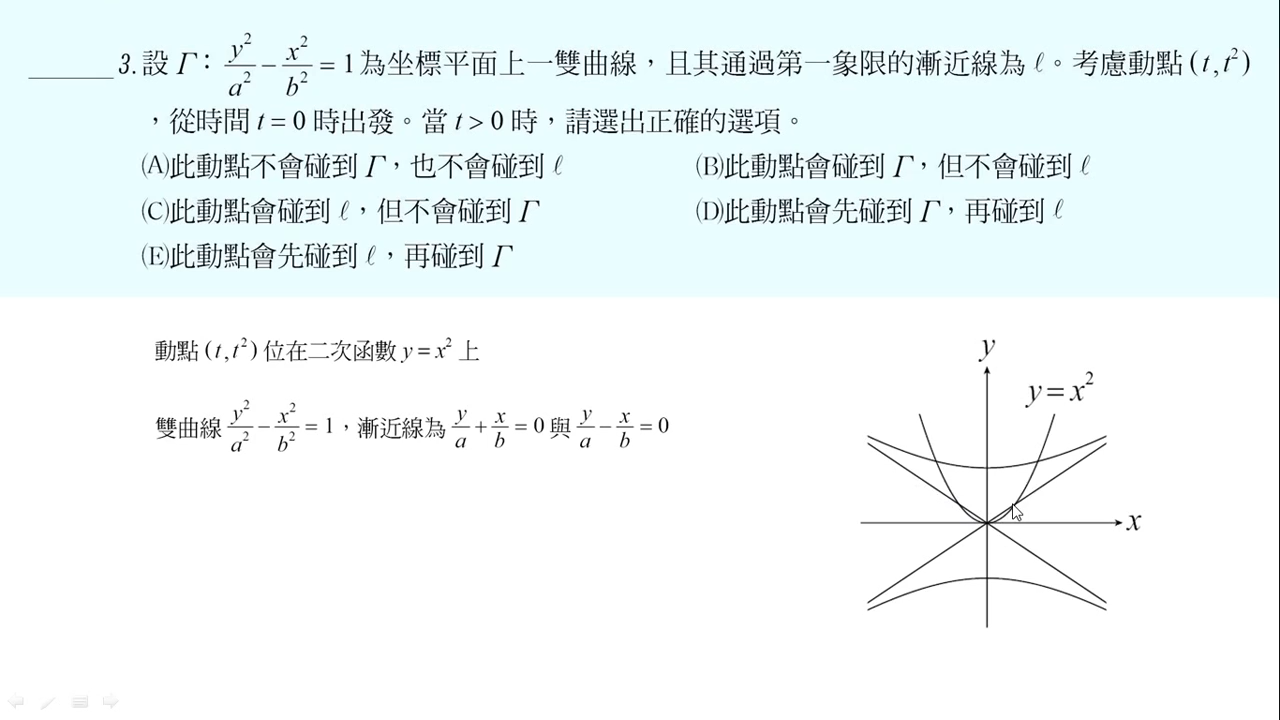 ______3.設 Γ：y²/a² − x²/b² = 1為坐標平面上一雙曲線，且其通過第一象限的漸近線為 ℓ。考慮動點(t, t²)
，從時間 t = 0 時出發。當 t > 0 時，請選出正確的選項。
(A)此動點不會碰到 Γ，也不會碰到 ℓ (B)此動點會碰到 Γ，但不會碰到 ℓ
(C)此動點會碰到 ℓ，但不會碰到 Γ (D)此動點會先碰到 Γ，再碰到 ℓ
(E)此動點會先碰到 ℓ，再碰到 Γ
動點(t, t²)位在二次函數 y = x² 上
雙曲線 y²/a² − x²/b² = 1，漸近線為 y/a + x/b = 0 與 y/a − x/b = 0
y
y = x²
x